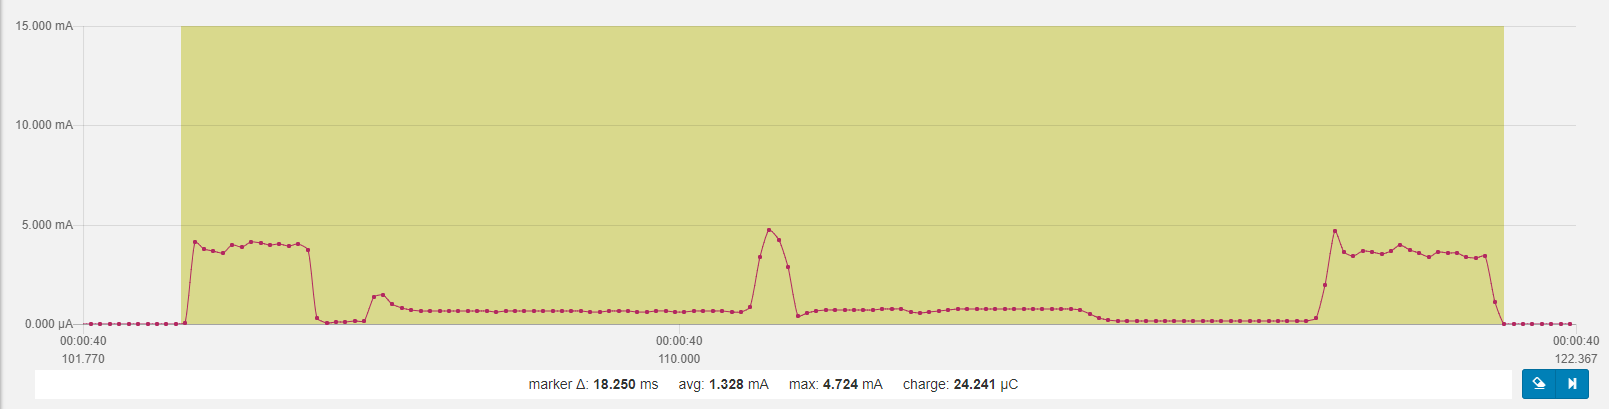 15.000 mA
10.000 mA
5.000 mA
0.000 µA
00:00:40 00:00:40 00:00:40
101.770 110.000 122.367
marker Δ: 18.250 ms avg: 1.328 mA max: 4.724 mA charge: 24.241 µC